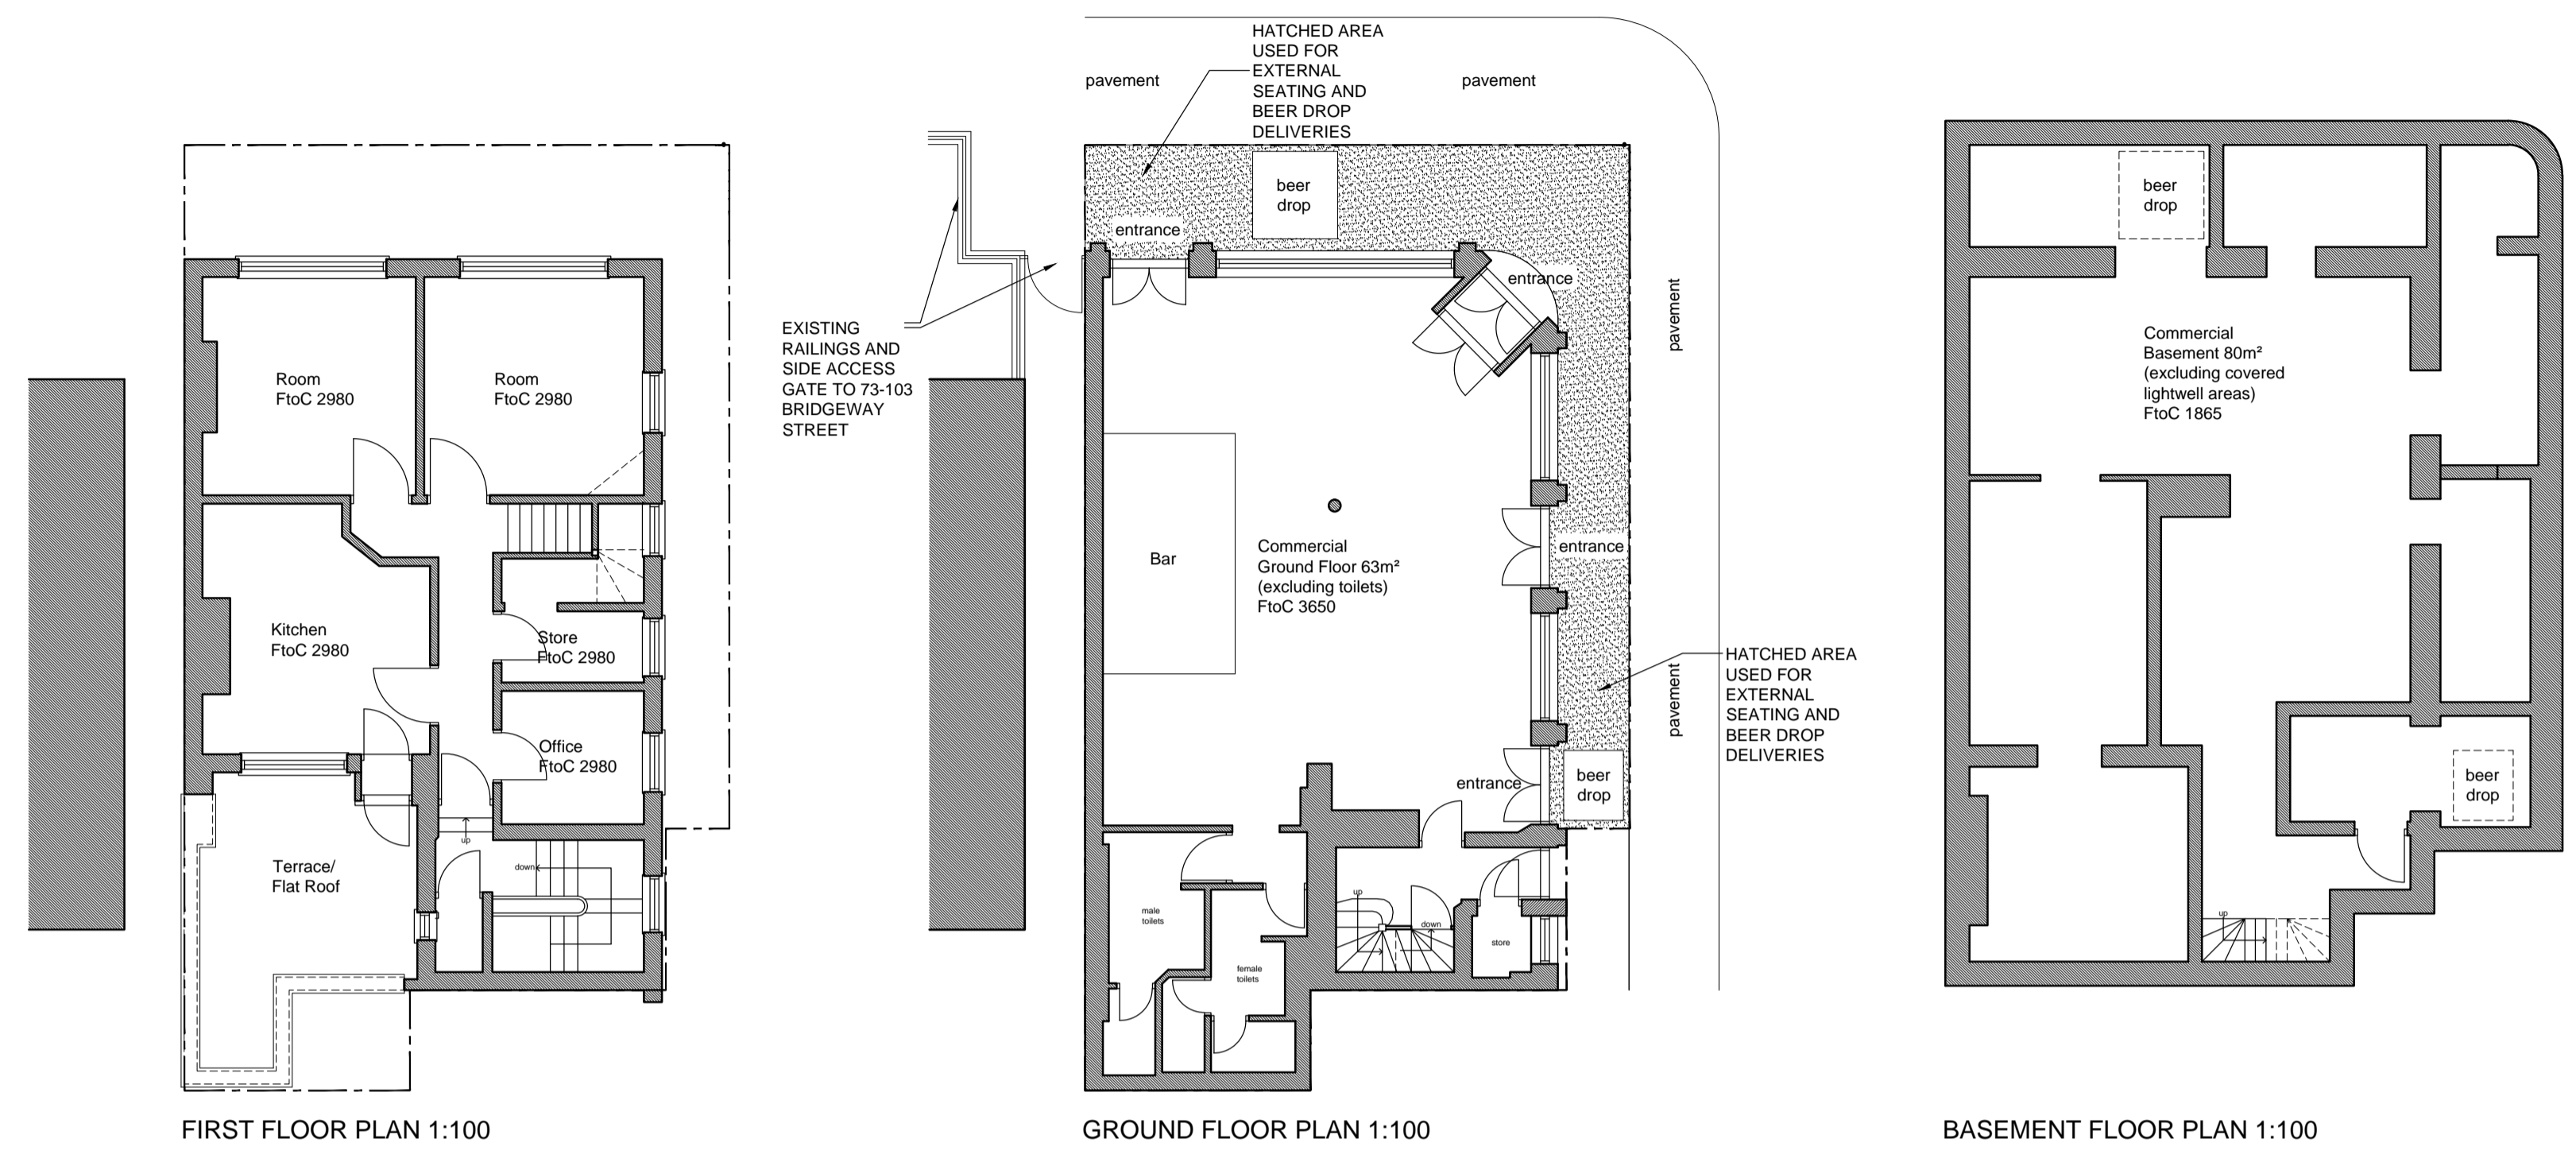 Room
FtoC 2980
Room
FtoC 2980
Kitchen
FtoC 2980
Store
FtoC 2980
Office
FtoC 2980
up
down
Terrace/
Flat Roof
FIRST FLOOR PLAN 1:100
HATCHED AREA
USED FOR
EXTERNAL
SEATING AND
BEER DROP
DELIVERIES
pavement
pavement
beer
drop
entrance
entrance
pavement
EXISTING
RAILINGS AND
SIDE ACCESS
GATE TO 73-103
BRIDGEWAY
STREET
Bar
Commercial
Ground Floor 63m²
(excluding toilets)
FtoC 3650
entrance
HATCHED AREA
USED FOR
EXTERNAL
SEATING AND
BEER DROP
DELIVERIES
pavement
entrance
beer
drop
male
toilets
female
toilets
up
down
store
GROUND FLOOR PLAN 1:100
beer
drop
Commercial
Basement 80m²
(excluding covered
lightwell areas)
FtoC 1865
beer
drop
up
BASEMENT FLOOR PLAN 1:100